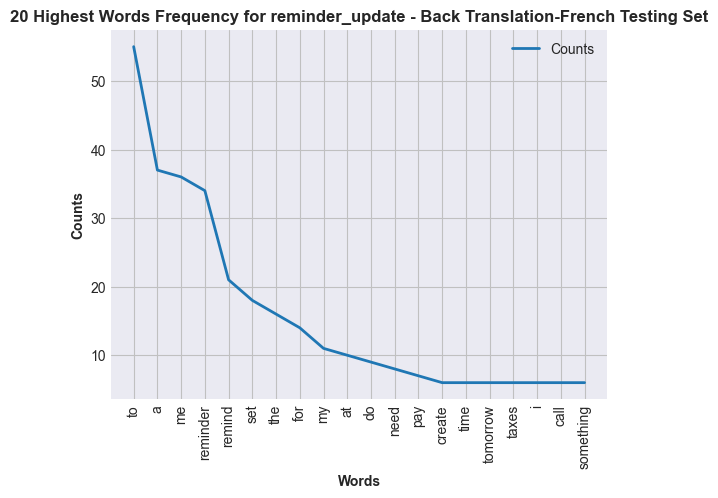 20 Highest Words Frequency for reminder_update - Back Translation-French Testing Set
Counts
50
40
30
20
10
Counts
to
a
me
reminder
remind
set
the
for
my
at
do
need
pay
create
time
tomorrow
taxes
i
call
something
Words